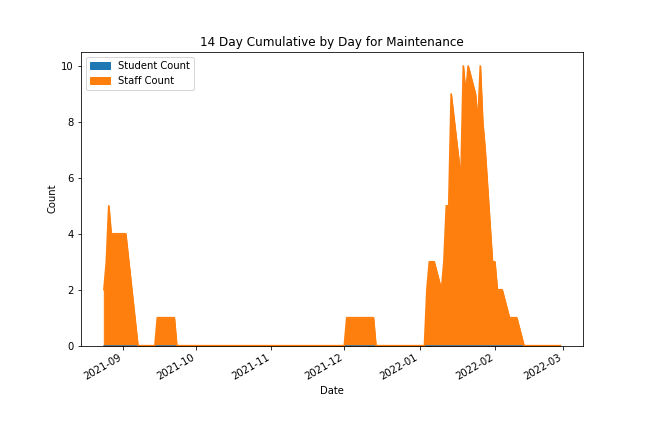 14 Day Cumulative by Day for Maintenance
Student Count
Staff Count
10
8
6
4
2
0
Count
2021-09
2021-10
2021-11
2021-12
2022-01
2022-02
2022-03
Date